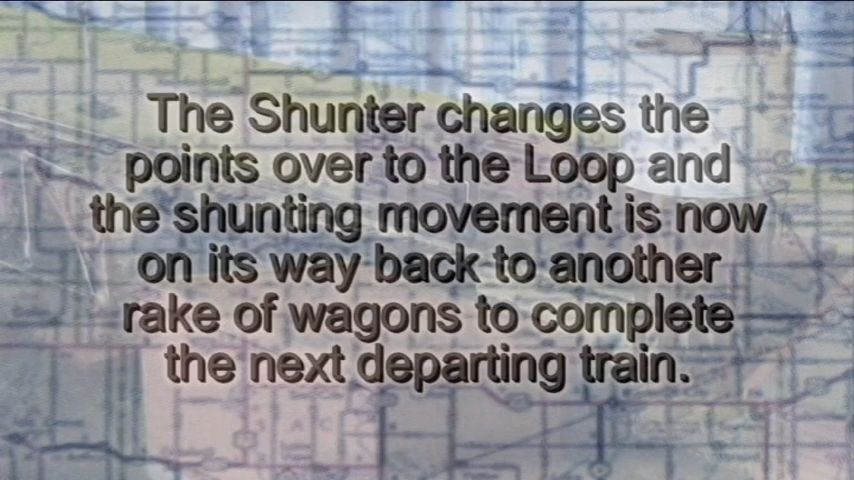 The Shunter changes the
points over to the Loop and
the shunting movement is now
on its way back to another
rake of wagons to complete
the next departing train.